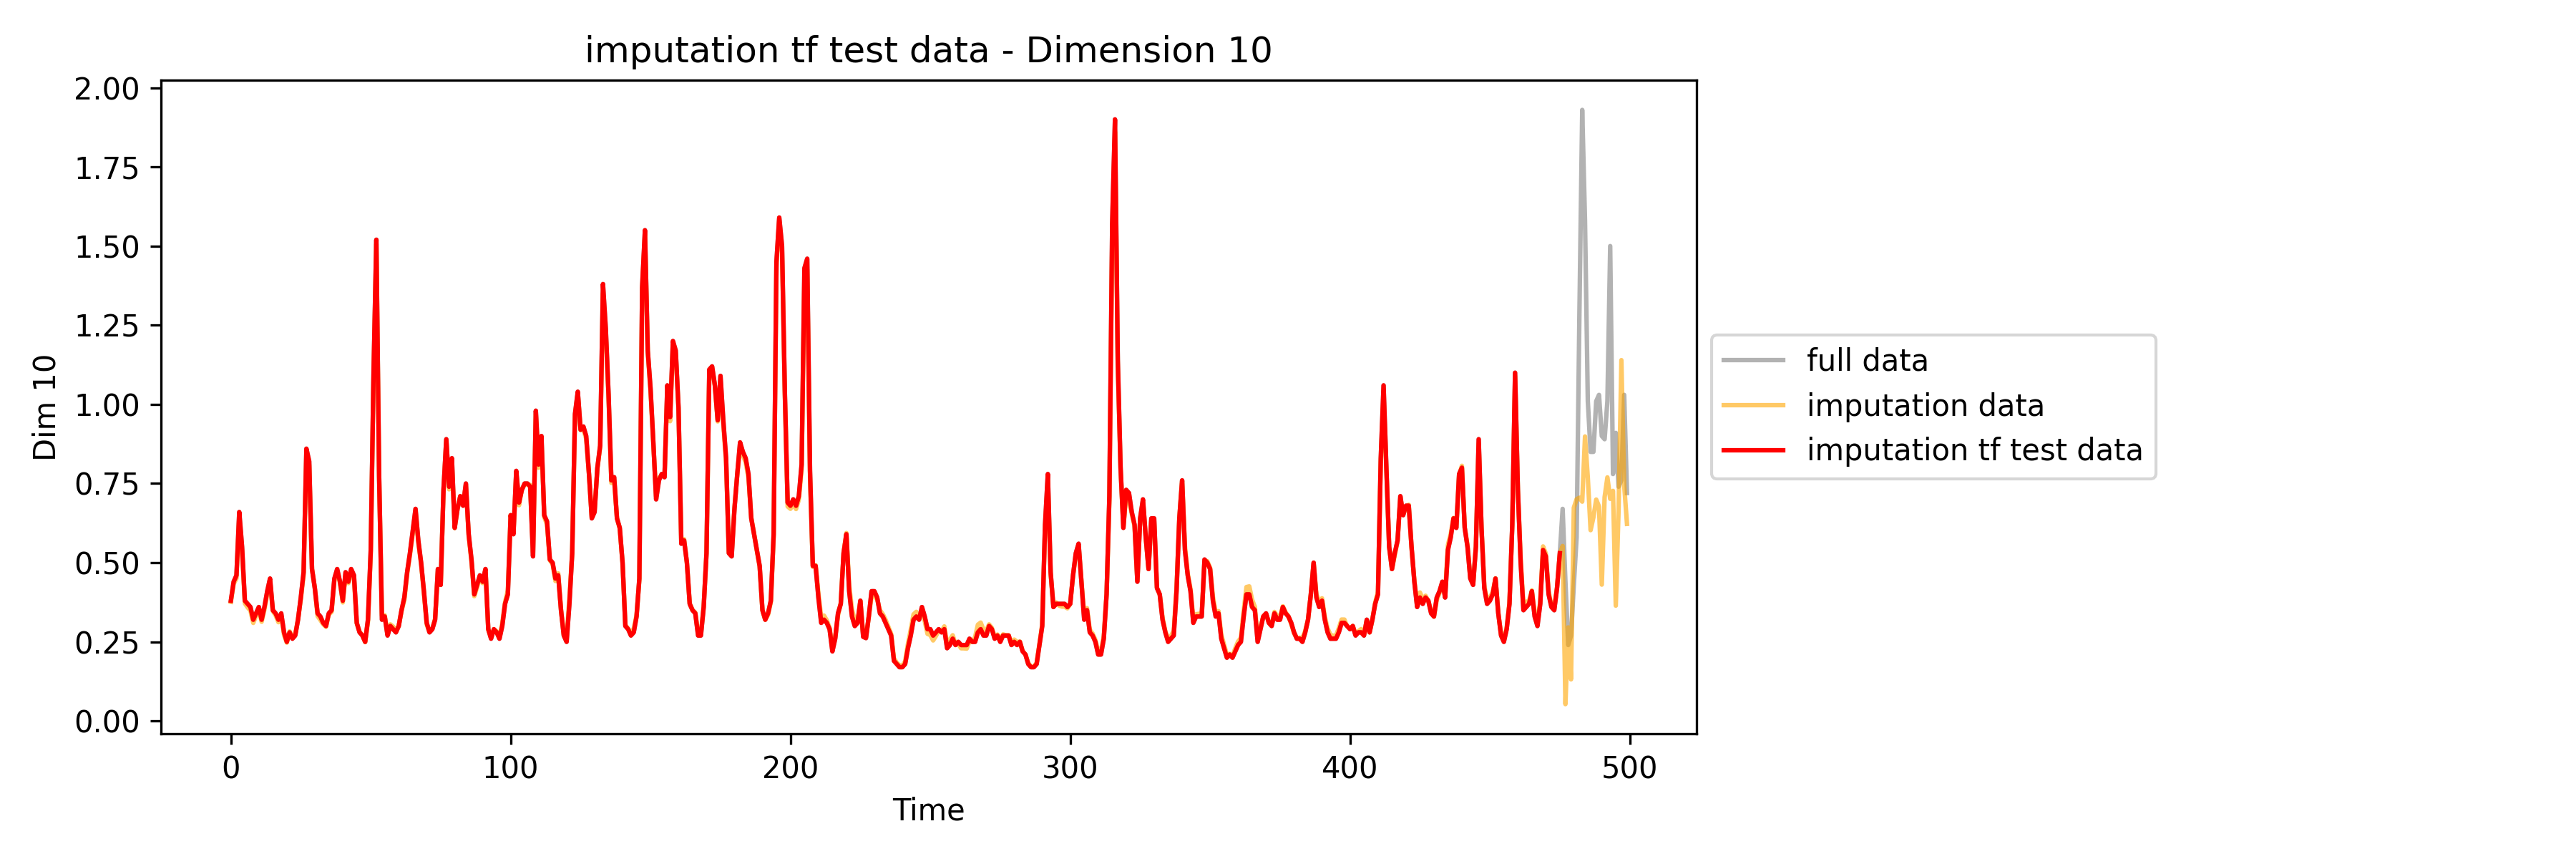 imputation tf test data - Dimension 10
2.00
1.75
1.50
1.25
1.00
0.75
0.50
0.25
0.00
Dim 10
0 100 200 300 400 500
Time
full data
imputation data
imputation tf test data